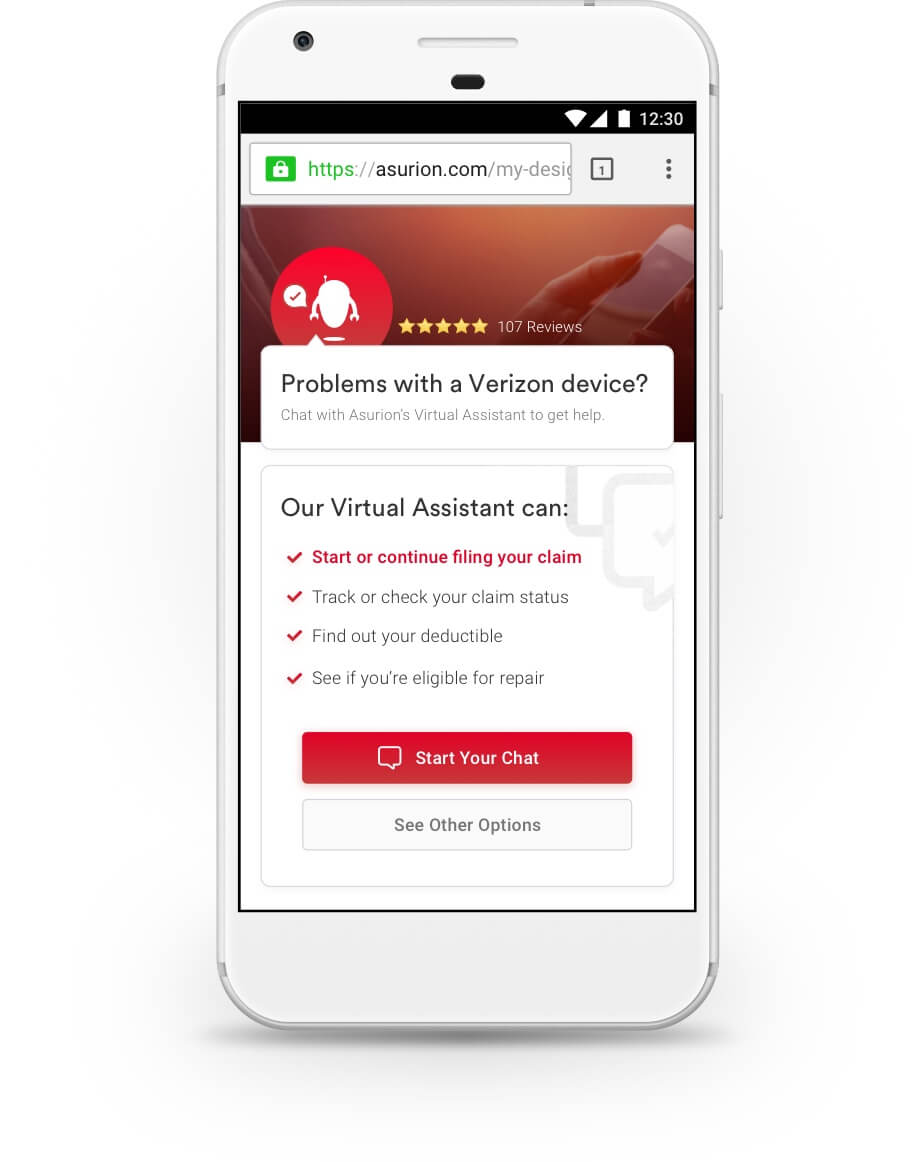 12:30
https://asurion.com/my-desig
1
107 Reviews
Problems with a Verizon device?
Chat with Asurion's Virtual Assistant to get help.
Our Virtual Assistant can:
Start or continue filing your claim
Track or check your claim status
Find out your deductible
See if you’re eligible for repair
Start Your Chat
See Other Options